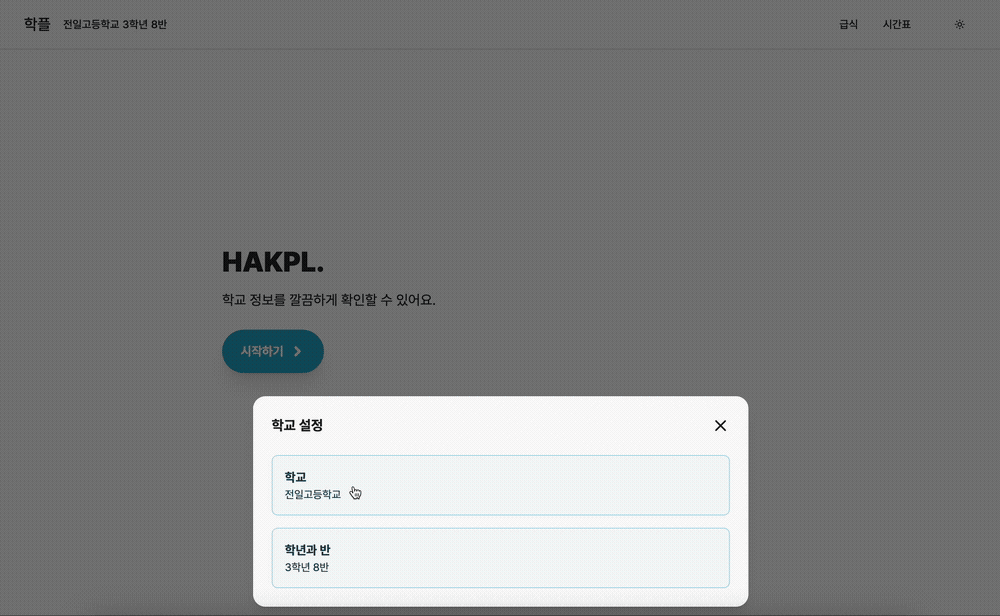 학플 전일고등학교 3학년 8반 급식 시간표
HAKPL.
학교 정보를 깔끔하게 확인할 수 있어요.
시작하기
학교 설정
학교
전일고등학교
학년과 반
3학년 8반